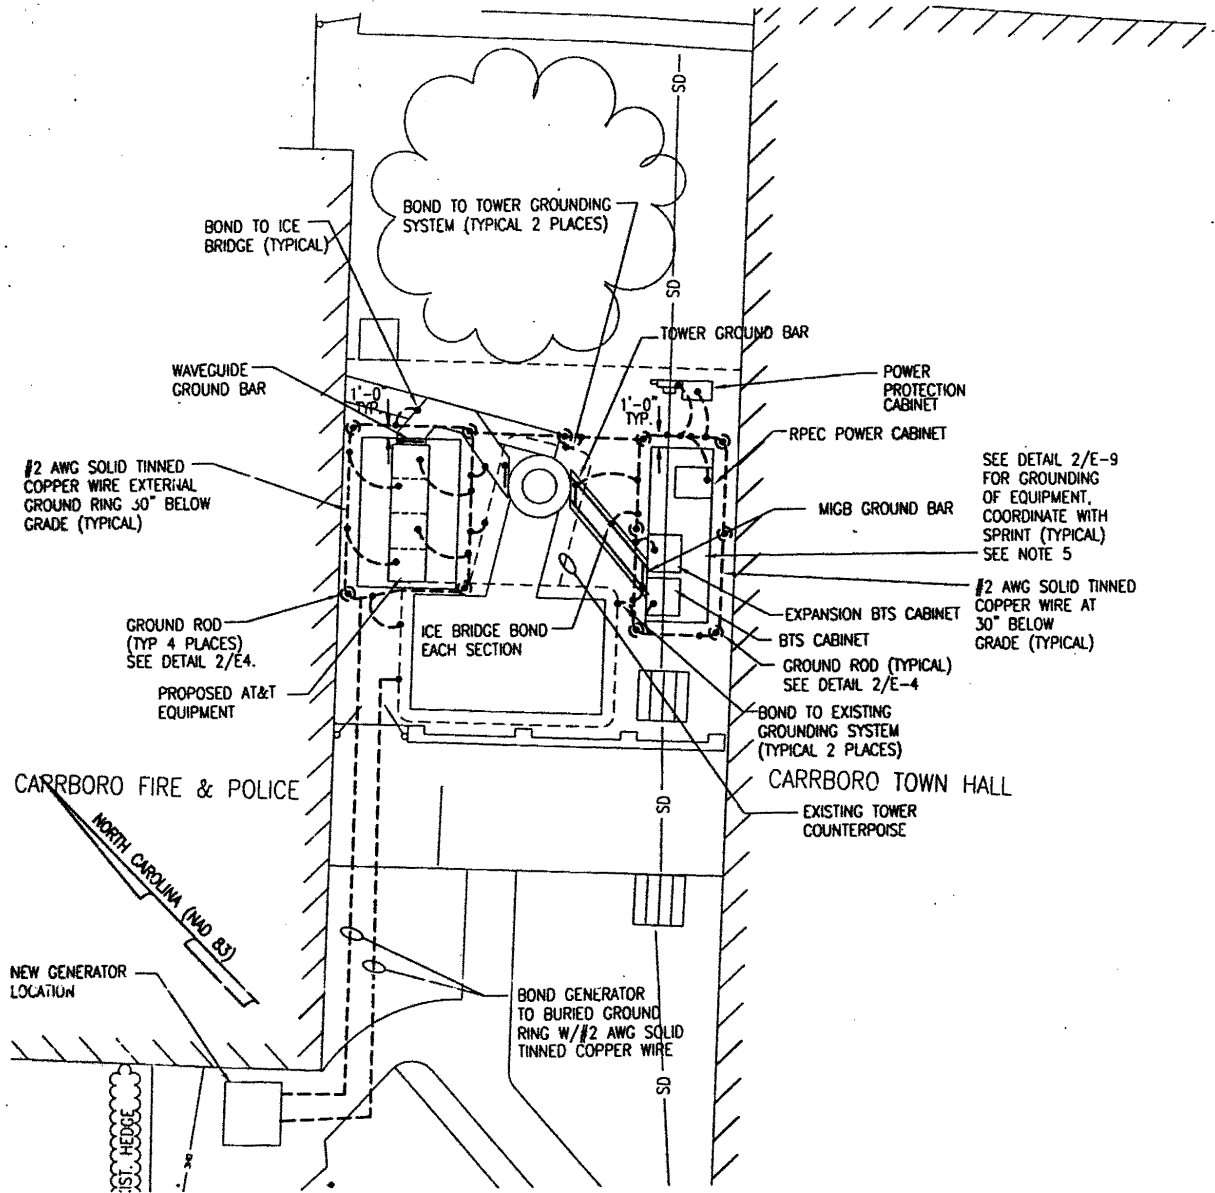 SD
BOND TO TOWER GROUNDING
SYSTEM (TYPICAL 2 PLACES)
BOND TO ICE
BRIDGE (TYPICAL)
SD
TOWER GROUND BAR
WAVEGUIDE
GROUND BAR
1'-0"
TYP.
1'-0"
TYP.
POWER
PROTECTION
CABINET
RPEC POWER CABINET
#2 AWG SOLID TINNED
COPPER WIRE EXTERNAL
GROUND RING 30" BELOW
GRADE (TYPICAL)
SEE DETAIL 2/E-9
FOR GROUNDING
OF EQUIPMENT,
COORDINATE WITH
SPRINT (TYPICAL)
SEE NOTE 5
MIGB GROUND BAR
#2 AWG SOLID TINNED
COPPER WIRE AT
30" BELOW
GRADE (TYPICAL)
EXPANSION BTS CABINET
BTS CABINET
GROUND ROD
(TYP 4 PLACES)
SEE DETAIL 2/E4.
ICE BRIDGE BOND
EACH SECTION
GROUND ROD (TYPICAL)
SEE DETAIL 2/E-4
PROPOSED AT&T
EQUIPMENT
BOND TO EXISTING
GROUNDING SYSTEM
(TYPICAL 2 PLACES)
CARRBORO FIRE & POLICE
CARRBORO TOWN HALL
SD
EXISTING TOWER
COUNTERPOISE
NORTH CAROLINA (NAD 83)
NEW GENERATOR
LOCATION
BOND GENERATOR
TO BURIED GROUND
RING W/#2 AWG SOLID
TINNED COPPER WIRE
SD
EXIST. HEDGE